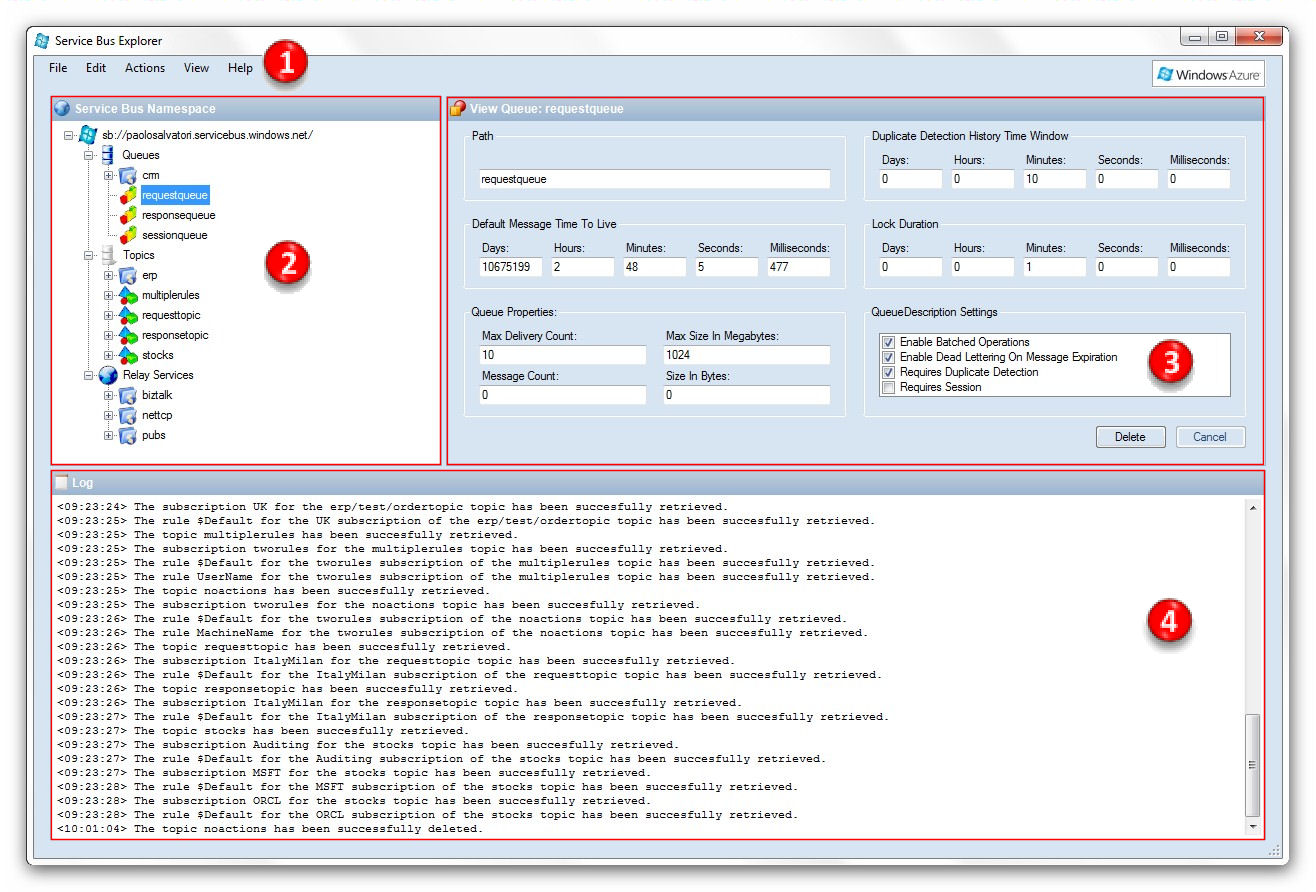 Service Bus Explorer
File Edit Actions View Help
1
Windows Azure
Service Bus Namespace
sb://paolosalvatori.servicebus.windows.net/
Queues
crm
requestqueue
responsequeue
sessionqueue
2
Topics
erp
multiplerules
requesttopic
responsetopic
stocks
Relay Services
biztalk
nettcp
pubs
View Queue: requestqueue
Path
requestqueue
Duplicate Detection History Time Window
Days: Hours: Minutes: Seconds: Milliseconds:
0 0 10 0 0
Default Message Time To Live
Days: Hours: Minutes: Seconds: Milliseconds:
10675199 2 48 5 477
Lock Duration
Days: Hours: Minutes: Seconds: Milliseconds:
0 0 1 0 0
Queue Properties:
Max Delivery Count: Max Size In Megabytes:
10 1024
Message Count: Size In Bytes:
0 0
QueueDescription Settings
Enable Batched Operations
Enable Dead Lettering On Message Expiration
Requires Duplicate Detection
Requires Session
3
Delete Cancel
Log
<09:23:24> The subscription UK for the erp/test/ordertopic topic has been succesfully retrieved.
<09:23:25> The rule $Default for the UK subscription of the erp/test/ordertopic topic has been succesfully retrieved.
<09:23:25> The topic multiplerules has been succesfully retrieved.
<09:23:25> The subscription tworules for the multiplerules topic has been succesfully retrieved.
<09:23:25> The rule $Default for the tworules subscription of the multiplerules topic has been succesfully retrieved.
<09:23:25> The rule UserName for the tworules subscription of the multiplerules topic has been succesfully retrieved.
<09:23:25> The topic noactions has been succesfully retrieved.
<09:23:25> The subscription tworules for the noactions topic has been succesfully retrieved.
<09:23:26> The rule $Default for the tworules subscription of the noactions topic has been succesfully retrieved.
<09:23:26> The rule MachineName for the tworules subscription of the noactions topic has been succesfully retrieved.
<09:23:26> The topic requesttopic has been succesfully retrieved.
<09:23:26> The subscription ItalyMilan for the requesttopic topic has been succesfully retrieved.
<09:23:26> The rule $Default for the ItalyMilan subscription of the requesttopic topic has been succesfully retrieved.
<09:23:26> The topic responsetopic has been succesfully retrieved.
<09:23:26> The subscription ItalyMilan for the responsetopic topic has been succesfully retrieved.
<09:23:27> The rule $Default for the ItalyMilan subscription of the responsetopic topic has been succesfully retrieved.
<09:23:27> The topic stocks has been succesfully retrieved.
<09:23:27> The subscription Auditing for the stocks topic has been succesfully retrieved.
<09:23:27> The rule $Default for the Auditing subscription of the stocks topic has been succesfully retrieved.
<09:23:27> The subscription MSFT for the stocks topic has been succesfully retrieved.
<09:23:28> The rule $Default for the MSFT subscription of the stocks topic has been succesfully retrieved.
<09:23:28> The subscription ORCL for the stocks topic has been succesfully retrieved.
<09:23:28> The rule $Default for the ORCL subscription of the stocks topic has been succesfully retrieved.
<10:01:04> The topic noactions has been successfully deleted.
4